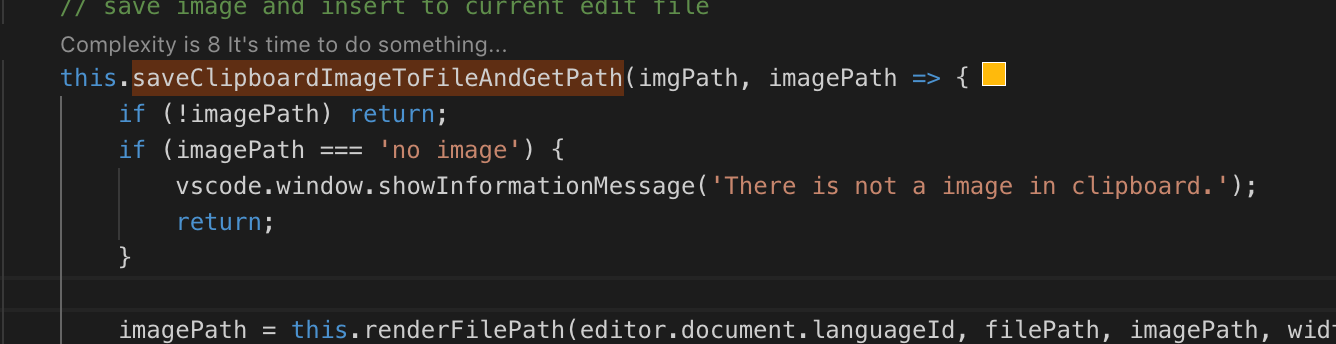 // save image and insert to current edit file
Complexity is 8 It's time to do something...
this.saveClipboardImageToFileAndGetPath(imgPath, imagePath => {
if (!imagePath) return;
if (imagePath === 'no image') {
vscode.window.showInformationMessage('There is not a image in clipboard.');
return;
}
imagePath = this.renderFilePath(editor.document.languageId, filePath, imagePath,